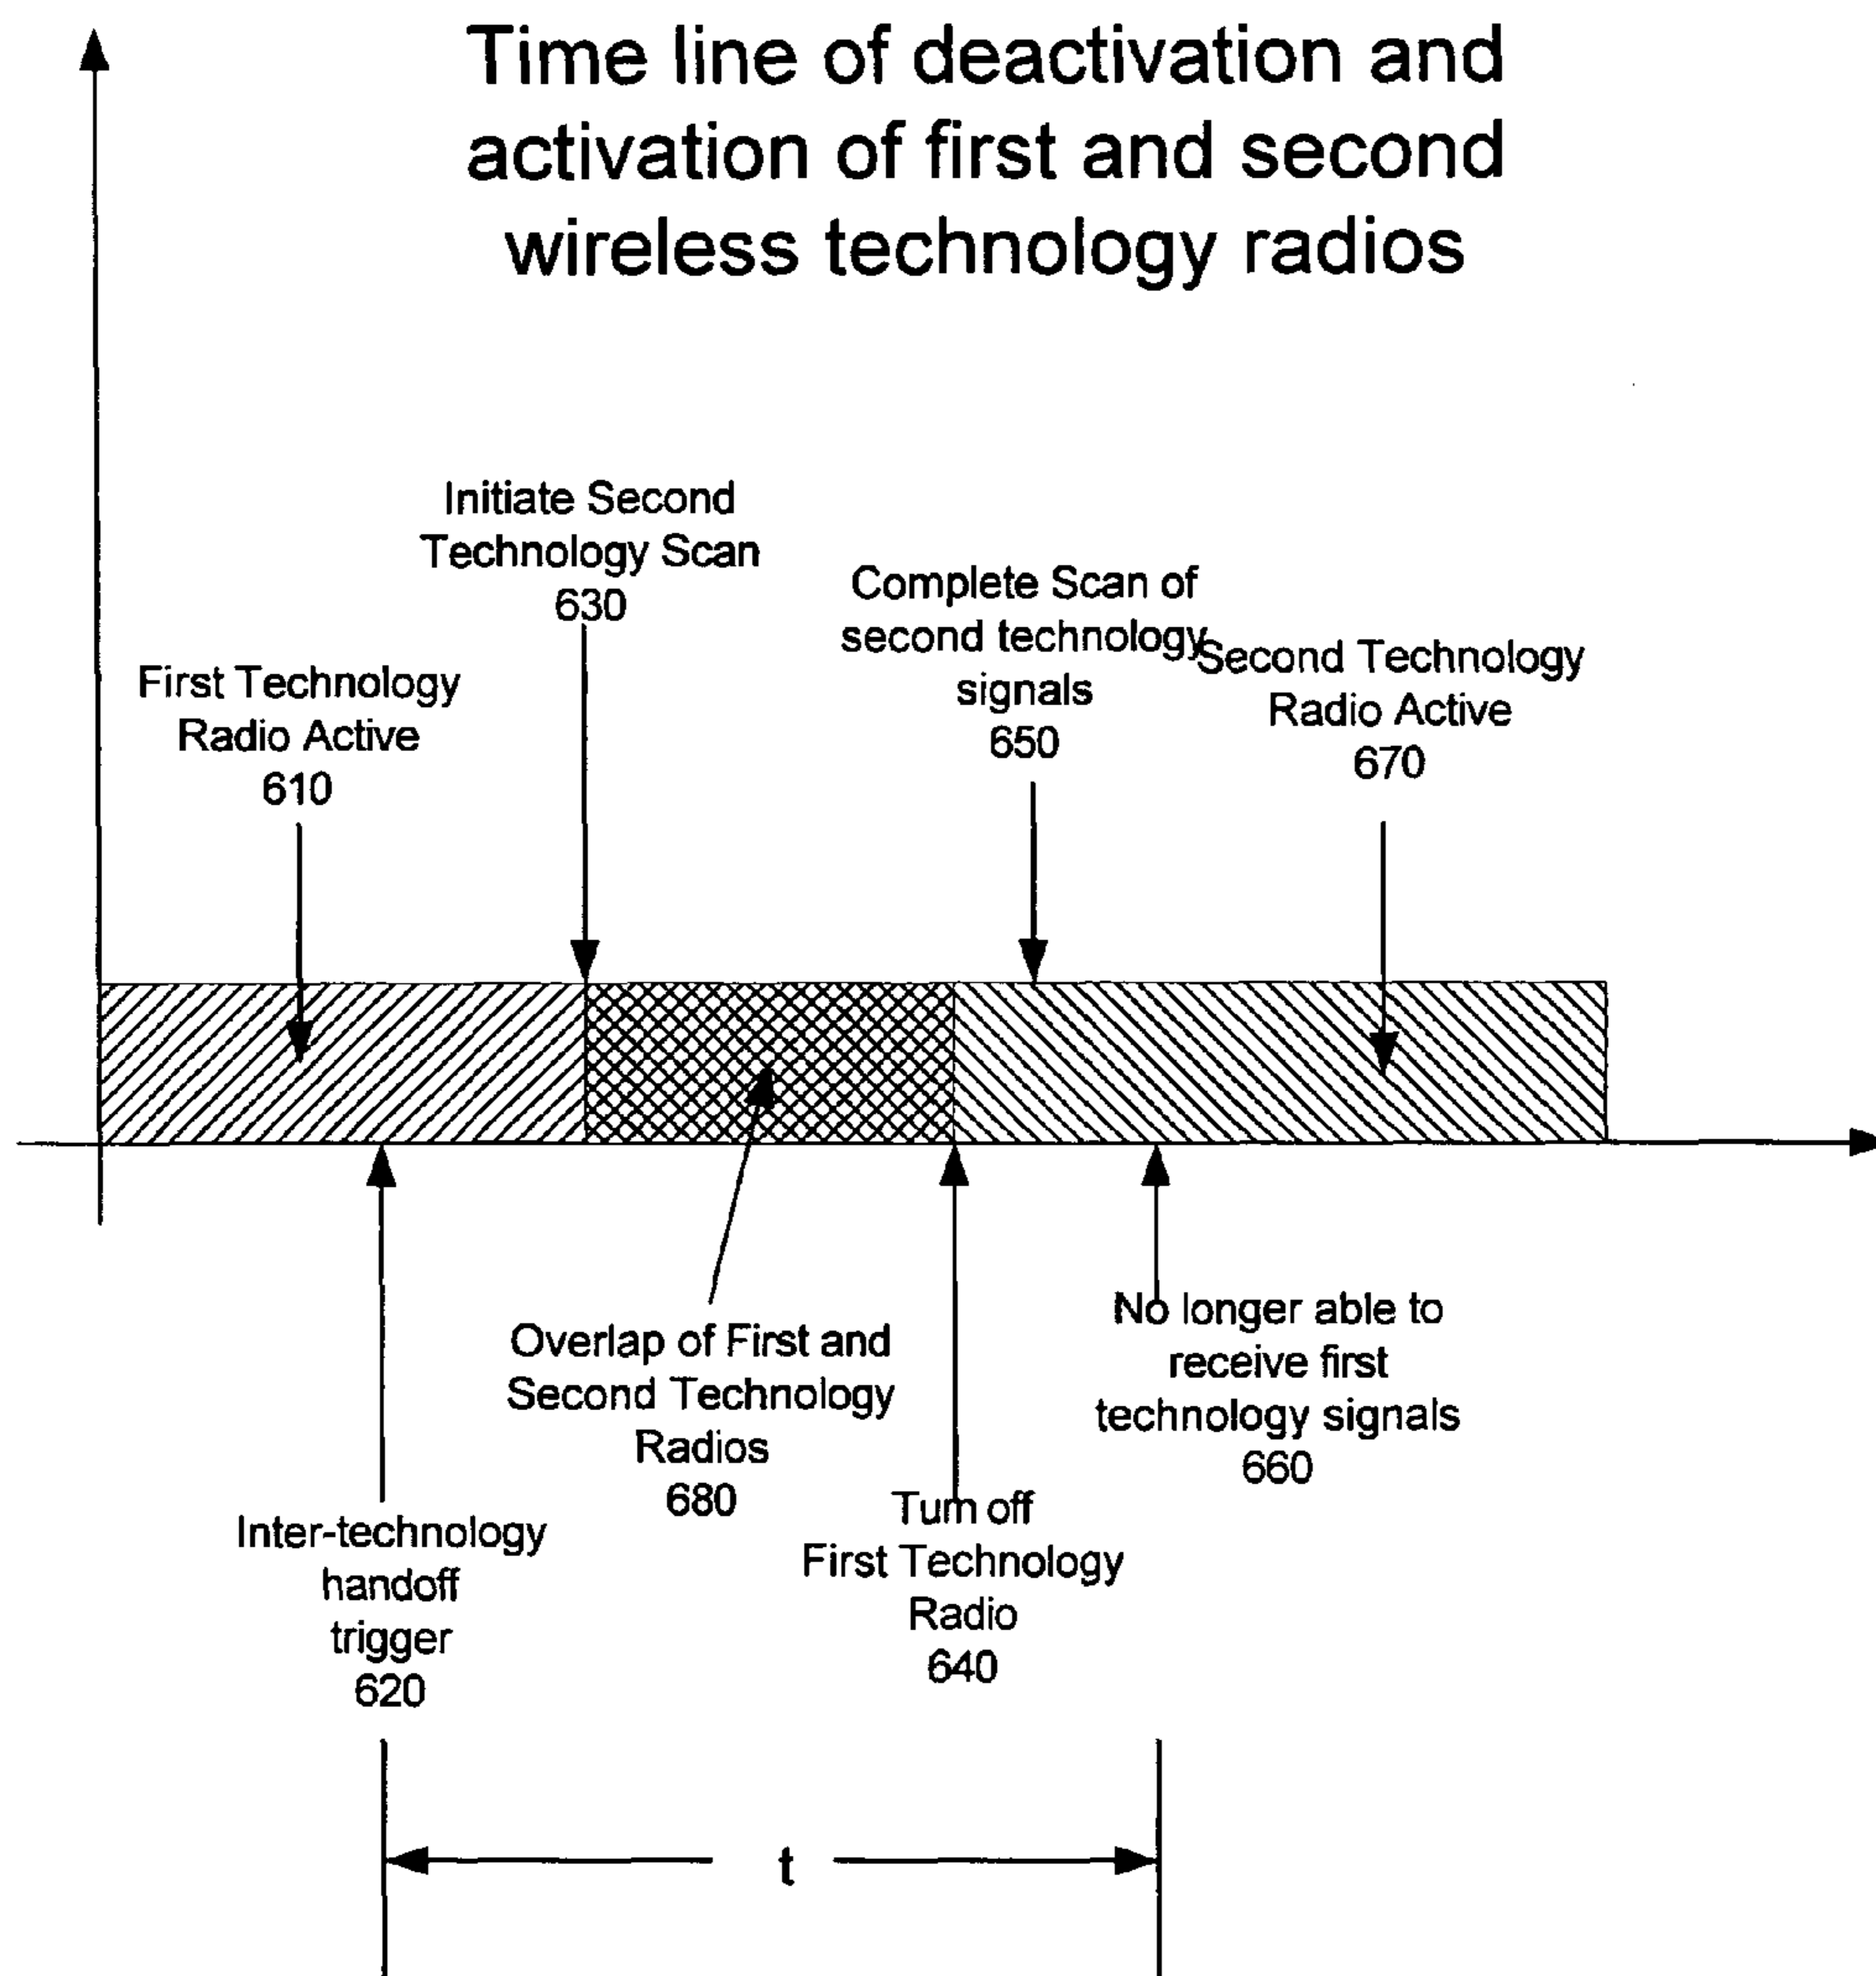 Time line of deactivation and
activation of first and second
wireless technology radios
Initiate Second
Technology Scan
630
Complete Scan of
second technology
signals
650
Second Technology
Radio Active
670
First Technology
Radio Active
610
No longer able to
receive first
technology signals
660
Overlap of First and
Second Technology
Radios
680
Turn off
First Technology
Radio
640
Inter-technology
handoff
trigger
620
t